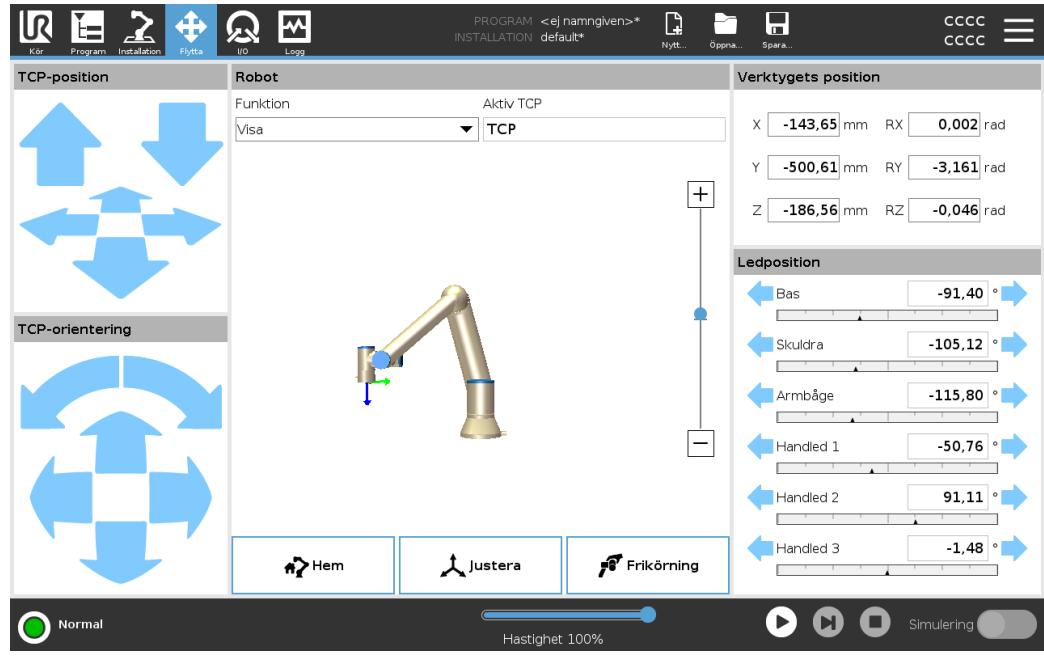 UR
PROGRAM <ej namngiven>*
INSTALLATION default*
CCCC
CCCC
Kör Program Installation Flytta I/O Logg Nytt... Öppna... Spara...
TCP-position
Robot
Verktygets position
Funktion Aktiv TCP
Visa TCP
X -143,65 mm RX 0,002 rad
Y -500,61 mm RY -3,161 rad
Z -186,56 mm RZ -0,046 rad
Ledposition
Bas -91,40 °
TCP-orientering
Skuldra -105,12 °
Armbåge -115,80 °
Handled 1 -50,76 °
Handled 2 91,11 °
Handled 3 -1,48 °
Hem Justera Frikörning
Normal
Hastighet 100%
Simulering